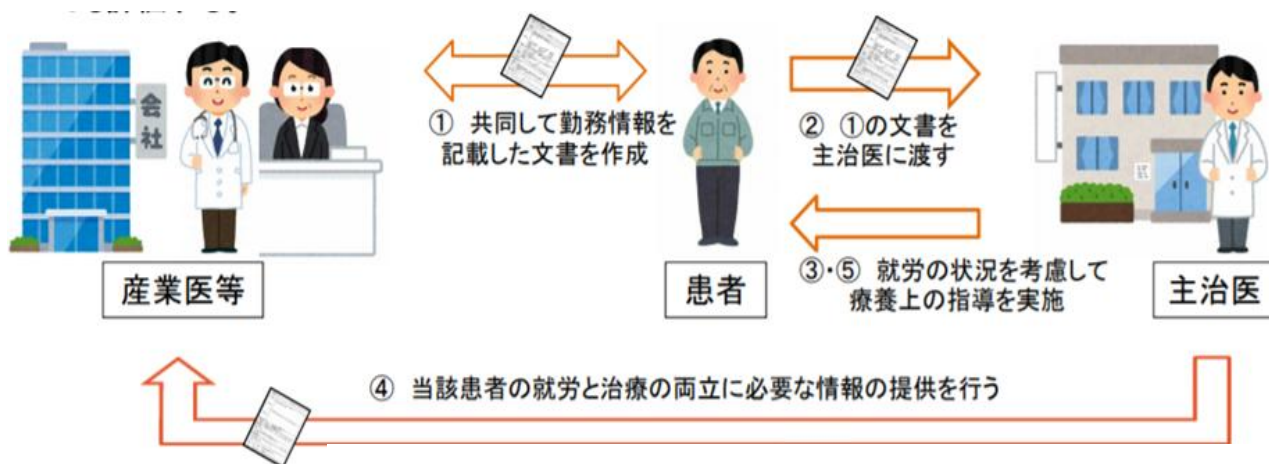 会社
① 共同して勤務情報を
記載した文書を作成
② ①の文書を
主治医に渡す
③・⑤ 就労の状況を考慮して
療養上の指導を実施
産業医等
患者
主治医
④ 当該患者の就労と治療の両立に必要な情報の提供を行う